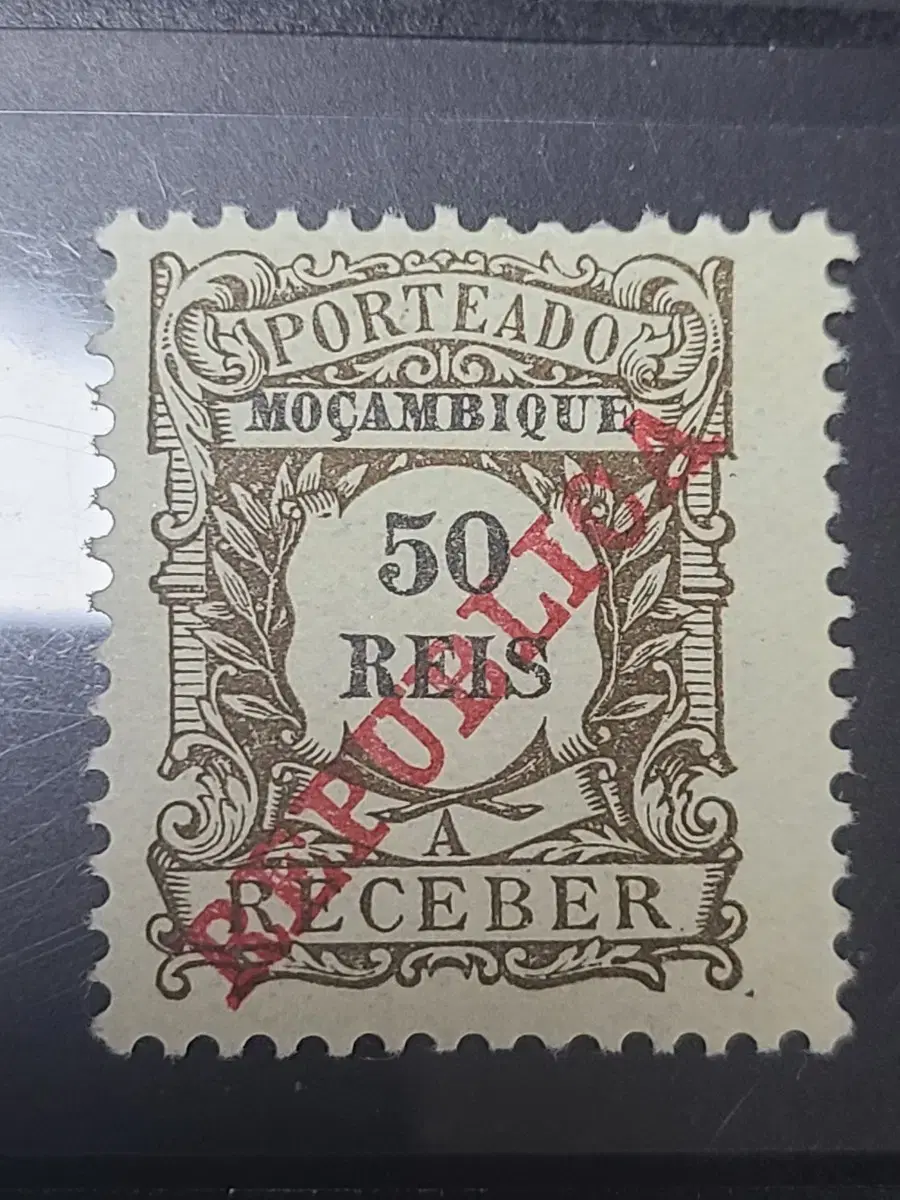 PORTEADO
MOÇAMBIQUE
50
REIS
REPUBLICA
A
RECEBER